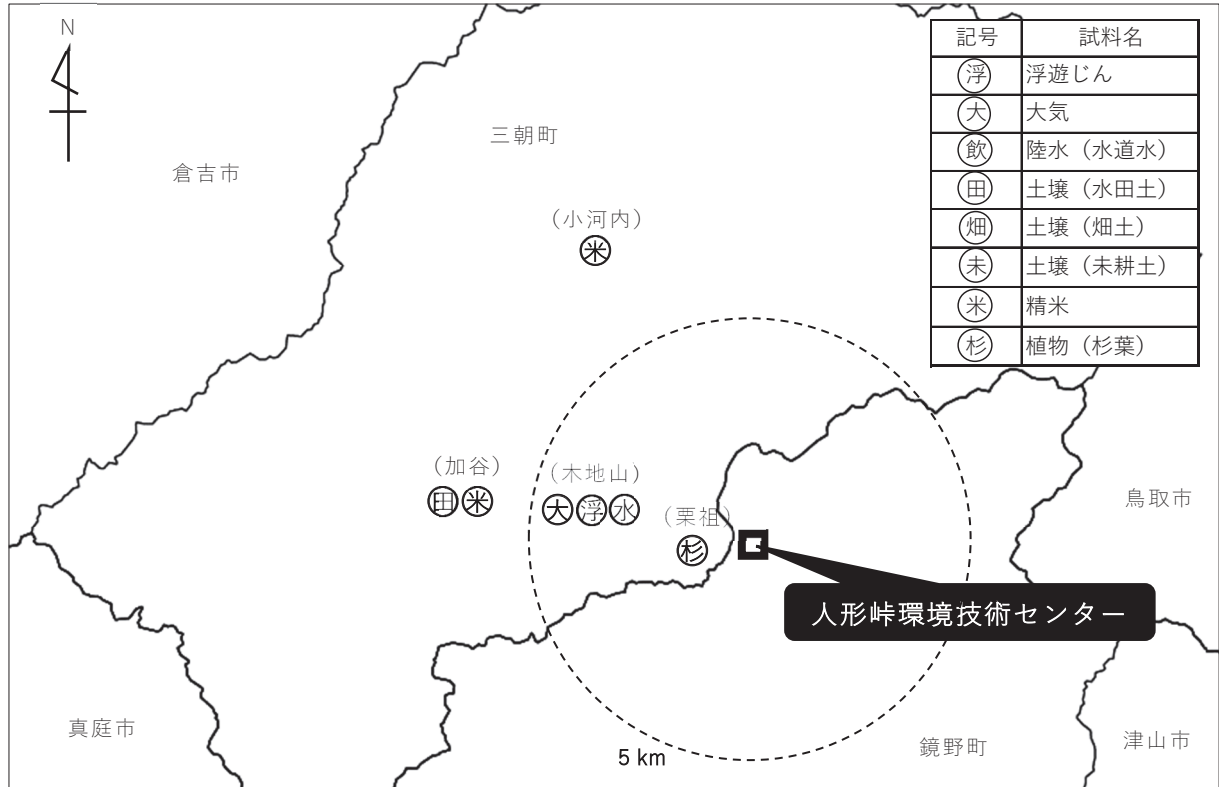 N
記号 試料名
浮 浮遊じん
大 大気
飲 陸水（水道水）
田 土壌（水田土）
畑 土壌（畑土）
未 土壌（未耕土）
米 精米
杉 植物（杉葉）
三朝町
倉吉市
（小河内）
米
（加谷）
田米
（木地山）
大浮水
（栗祖）
杉
鳥取市
人形峠環境技術センター
真庭市
鏡野町
津山市
5 km